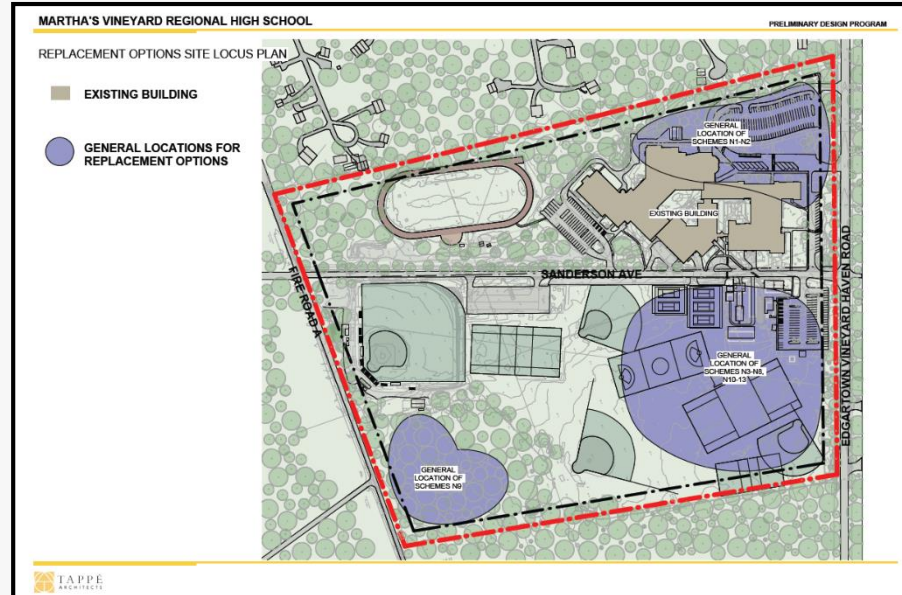 MARTHA'S VINEYARD REGIONAL HIGH SCHOOL
PRELIMINARY DESIGN PROGRAM
REPLACEMENT OPTIONS SITE LOCUS PLAN
EXISTING BUILDING
GENERAL LOCATIONS FOR
REPLACEMENT OPTIONS
GENERAL
LOCATION OF
SCHEMES N1-N2
EXISTING BUILDING
SANDERSON AVE
FIRE ROAD A
EDGARTOWN VINEYARD HAVEN ROAD
GENERAL
LOCATION OF
SCHEMES N3-N8,
N10-13
GENERAL
LOCATION OF
SCHEMES N9
TAPPÉ
ARCHITECTS